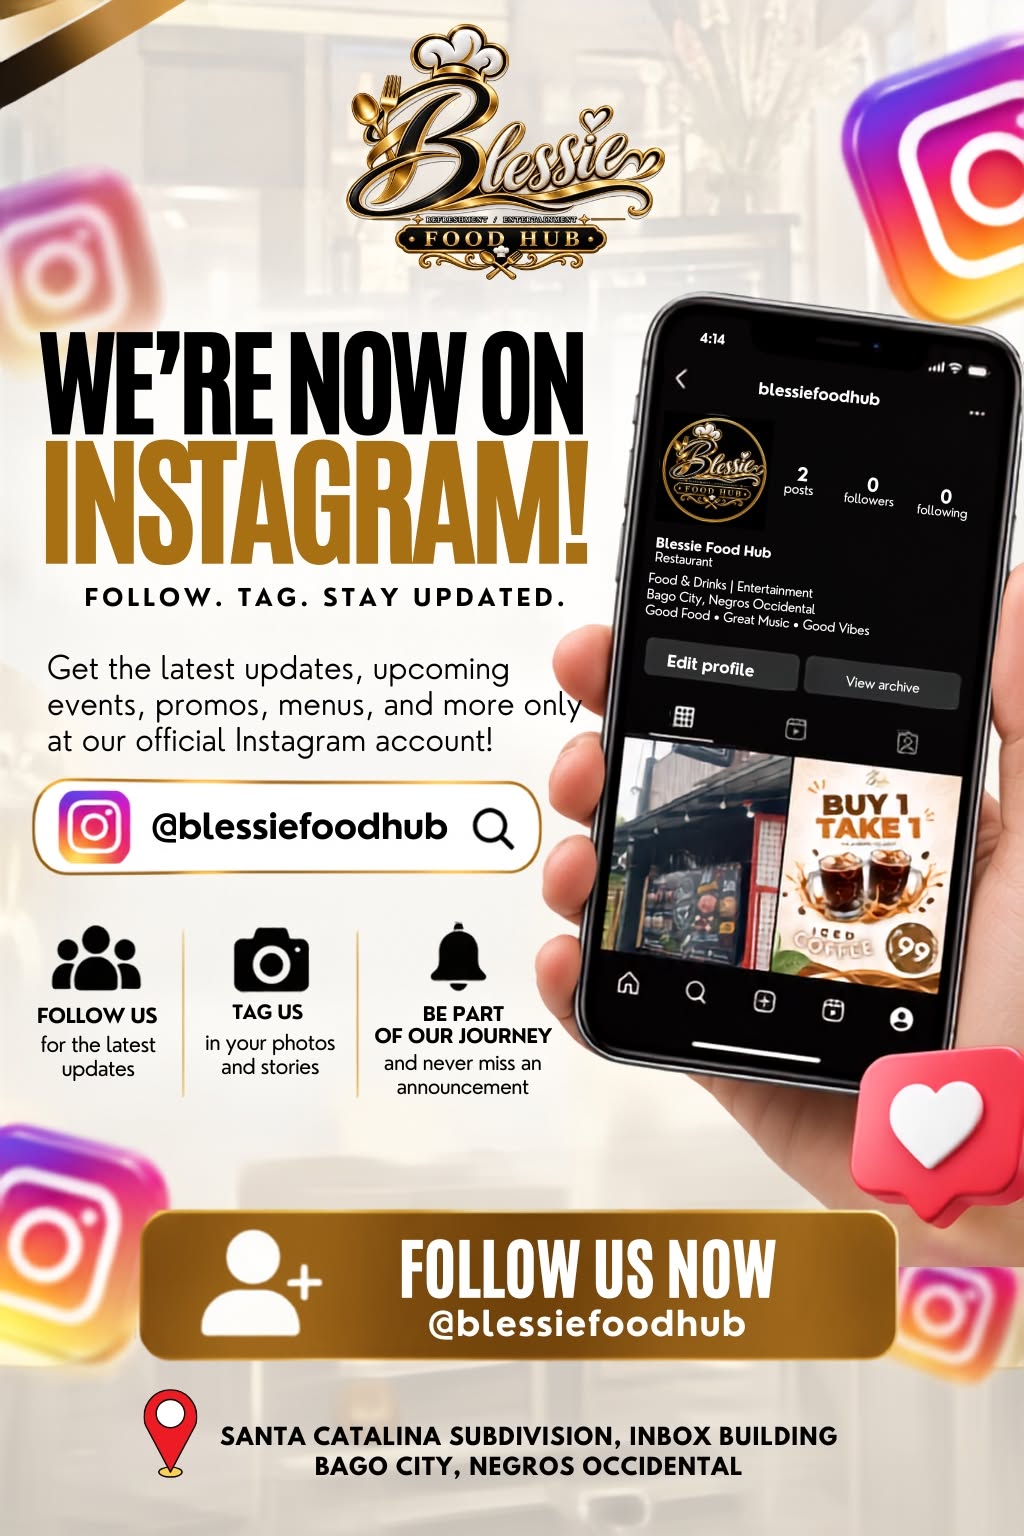 Blessie
REFRESHMENT / ENTERTAINMENT
FOOD HUB
WE'RE NOW ON
INSTAGRAM!
FOLLOW. TAG. STAY UPDATED.
Get the latest updates, upcoming
events, promos, menus, and more only
at our official Instagram account!
@blessiefoodhub
FOLLOW US
for the latest
updates
TAG US
in your photos
and stories
BE PART
OF OUR JOURNEY
and never miss an
announcement
4:14
blessiefoodhub
Blessie
FOOD HUB
2
posts
0
followers
0
following
Blessie Food Hub
Restaurant
Food & Drinks | Entertainment
Bago City, Negros Occidental
Good Food • Great Music • Good Vibes
Edit profile
View archive
BUY 1
TAKE 1
ICED
COFFEE
99
FOLLOW US NOW
@blessiefoodhub
SANTA CATALINA SUBDIVISION, INBOX BUILDING
BAGO CITY, NEGROS OCCIDENTAL